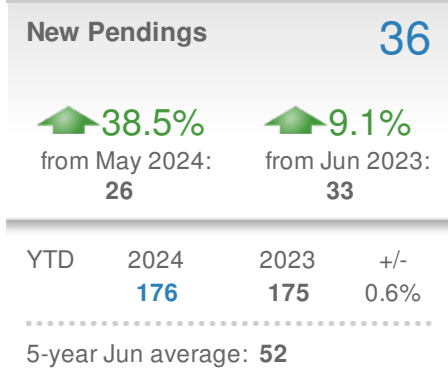 New Pendings 36
38.5% 9.1%
from May 2024: from Jun 2023:
26 33
YTD 2024 2023 +/-
176 175 0.6%
5-year Jun average: 52